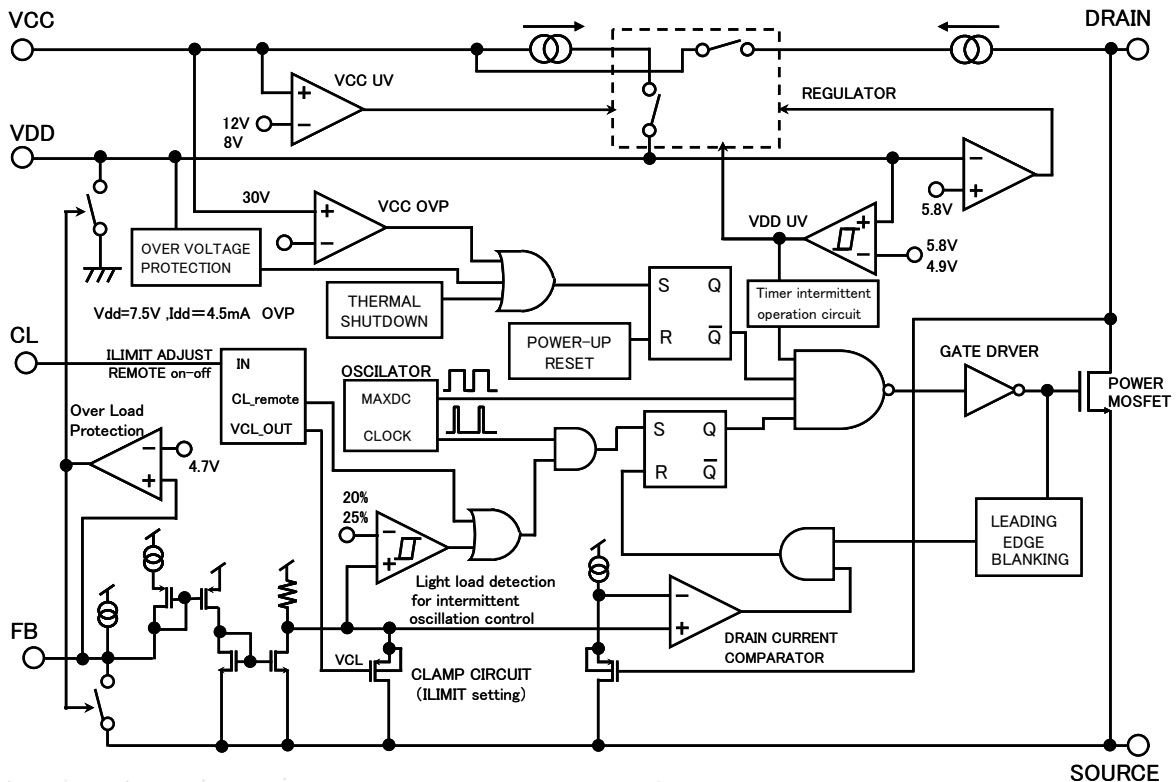 VCC
DRAIN
VCC UV
REGULATOR
12V
8V
VDD
5.8V
30V
VCC OVP
VDD UV
5.8V
4.9V
OVER VOLTAGE
PROTECTION
THERMAL
SHUTDOWN
S Q
R Q
Timer intermittent
operation circuit
Vdd=7.5V ,Idd=4.5mA OVP
POWER-UP
RESET
CL
ILIMIT ADJUST
REMOTE on-off
IN
CL_remote
VCL_OUT
OSCILATOR
MAXDC
CLOCK
GATE DRVER
POWER
MOSFET
Over Load
Protection
4.7V
S Q
R Q
20%
25%
LEADING
EDGE
BLANKING
Light load detection
for intermittent
oscillation control
FB
VCL
CLAMP CIRCUIT
(ILIMIT setting)
DRAIN CURRENT
COMPARATOR
SOURCE